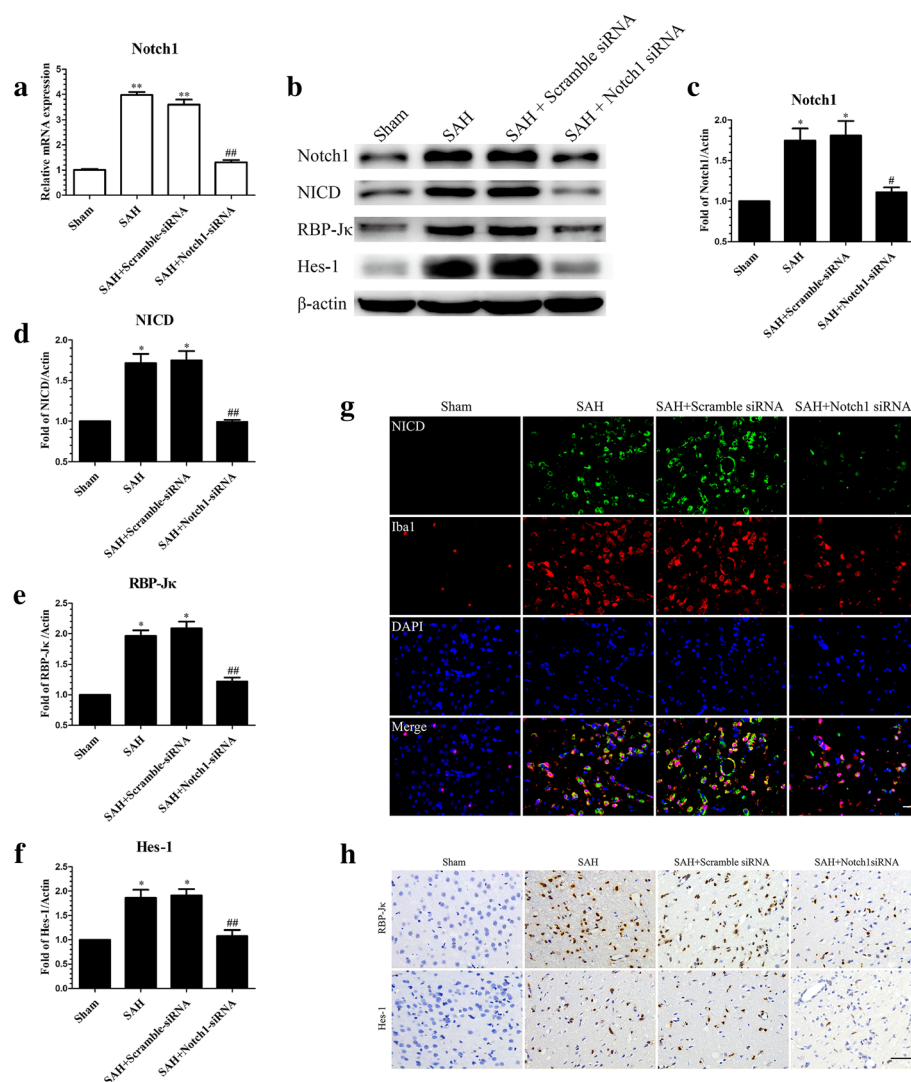 a
Notch1
Relative mRNA expression
5
4
3
2
1
0
**
**
##
Sham
SAH
SAH+Scramble-siRNA
SAH+Notch1-siRNA
b
Sham
SAH
SAH + Scramble siRNA
SAH + Notch1 siRNA
Notch1
NICD
RBP-Jκ
Hes-1
β-actin
c
Notch1
Fold of Notch1/Actin
2.0
1.5
1.0
0.5
*
*
#
Sham
SAH
SAH+Scramble-siRNA
SAH+Notch1-siRNA
d
NICD
Fold of NICD/Actin
2.0
1.5
1.0
0.5
*
*
##
Sham
SAH
SAH+Scramble-siRNA
SAH+Notch1-siRNA
e
RBP-Jκ
Fold of RBP-Jκ /Actin
2.5
2.0
1.5
1.0
0.5
*
*
##
Sham
SAH
SAH+Scramble-siRNA
SAH+Notch1-siRNA
f
Hes-1
Fold of Hes-1/Actin
2.5
2.0
1.5
1.0
0.5
0.0
*
*
##
Sham
SAH
SAH+Scramble-siRNA
SAH+Notch1-siRNA
g
Sham SAH SAH+Scramble siRNA SAH+Notch1 siRNA
NICD
Iba1
DAPI
Merge
h
Sham SAH SAH+Scramble siRNA SAH+Notch1siRNA
RBP-Jκ
Hes-1